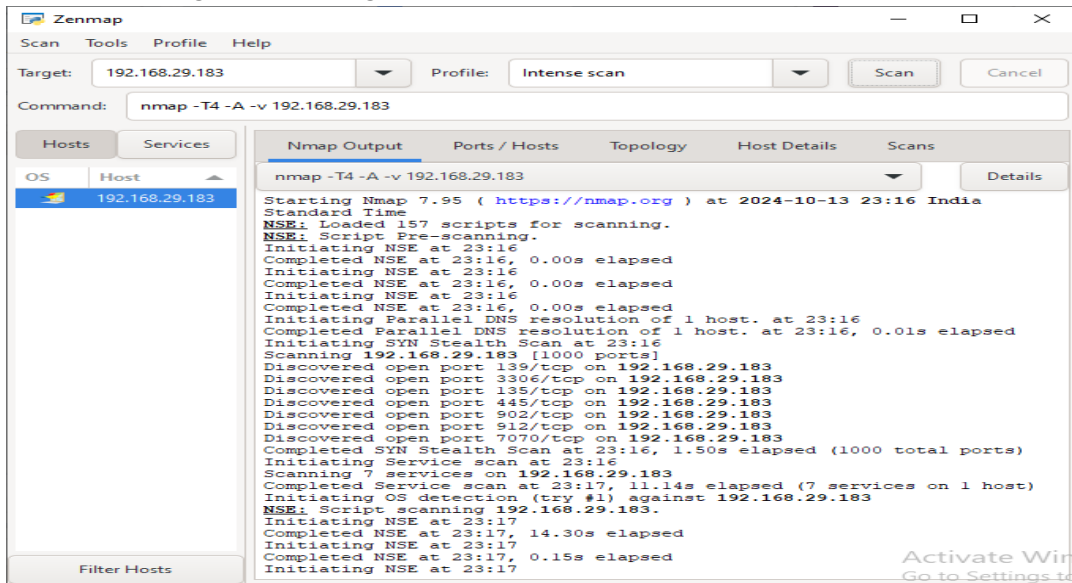 Zenmap
Scan Tools Profile Help
Target: 192.168.29.183 Profile: Intense scan Scan Cancel
Command: nmap -T4 -A -v 192.168.29.183
Hosts Services
Nmap Output Ports / Hosts Topology Host Details Scans
OS Host
nmap -T4 -A -v 192.168.29.183 Details
192.168.29.183
Starting Nmap 7.95 ( https://nmap.org ) at 2024-10-13 23:16 India
Standard Time
NSE: Loaded 157 scripts for scanning.
NSE: Script Pre-scanning.
Initiating NSE at 23:16
Completed NSE at 23:16, 0.00s elapsed
Initiating NSE at 23:16
Completed NSE at 23:16, 0.00s elapsed
Initiating NSE at 23:16
Completed NSE at 23:16, 0.00s elapsed
Initiating Parallel DNS resolution of 1 host. at 23:16
Completed Parallel DNS resolution of 1 host. at 23:16, 0.01s elapsed
Initiating SYN Stealth Scan at 23:16
Scanning 192.168.29.183 [1000 ports]
Discovered open port 139/tcp on 192.168.29.183
Discovered open port 3306/tcp on 192.168.29.183
Discovered open port 135/tcp on 192.168.29.183
Discovered open port 445/tcp on 192.168.29.183
Discovered open port 902/tcp on 192.168.29.183
Discovered open port 912/tcp on 192.168.29.183
Discovered open port 7070/tcp on 192.168.29.183
Completed SYN Stealth Scan at 23:16, 1.50s elapsed (1000 total ports)
Initiating Service scan at 23:16
Scanning 7 services on 192.168.29.183
Completed Service scan at 23:17, 11.14s elapsed (7 services on 1 host)
Initiating OS detection (try #1) against 192.168.29.183
NSE: Script scanning 192.168.29.183.
Initiating NSE at 23:17
Completed NSE at 23:17, 14.30s elapsed
Initiating NSE at 23:17
Completed NSE at 23:17, 0.15s elapsed
Initiating NSE at 23:17
Filter Hosts
Activate Win
Go to Settings to